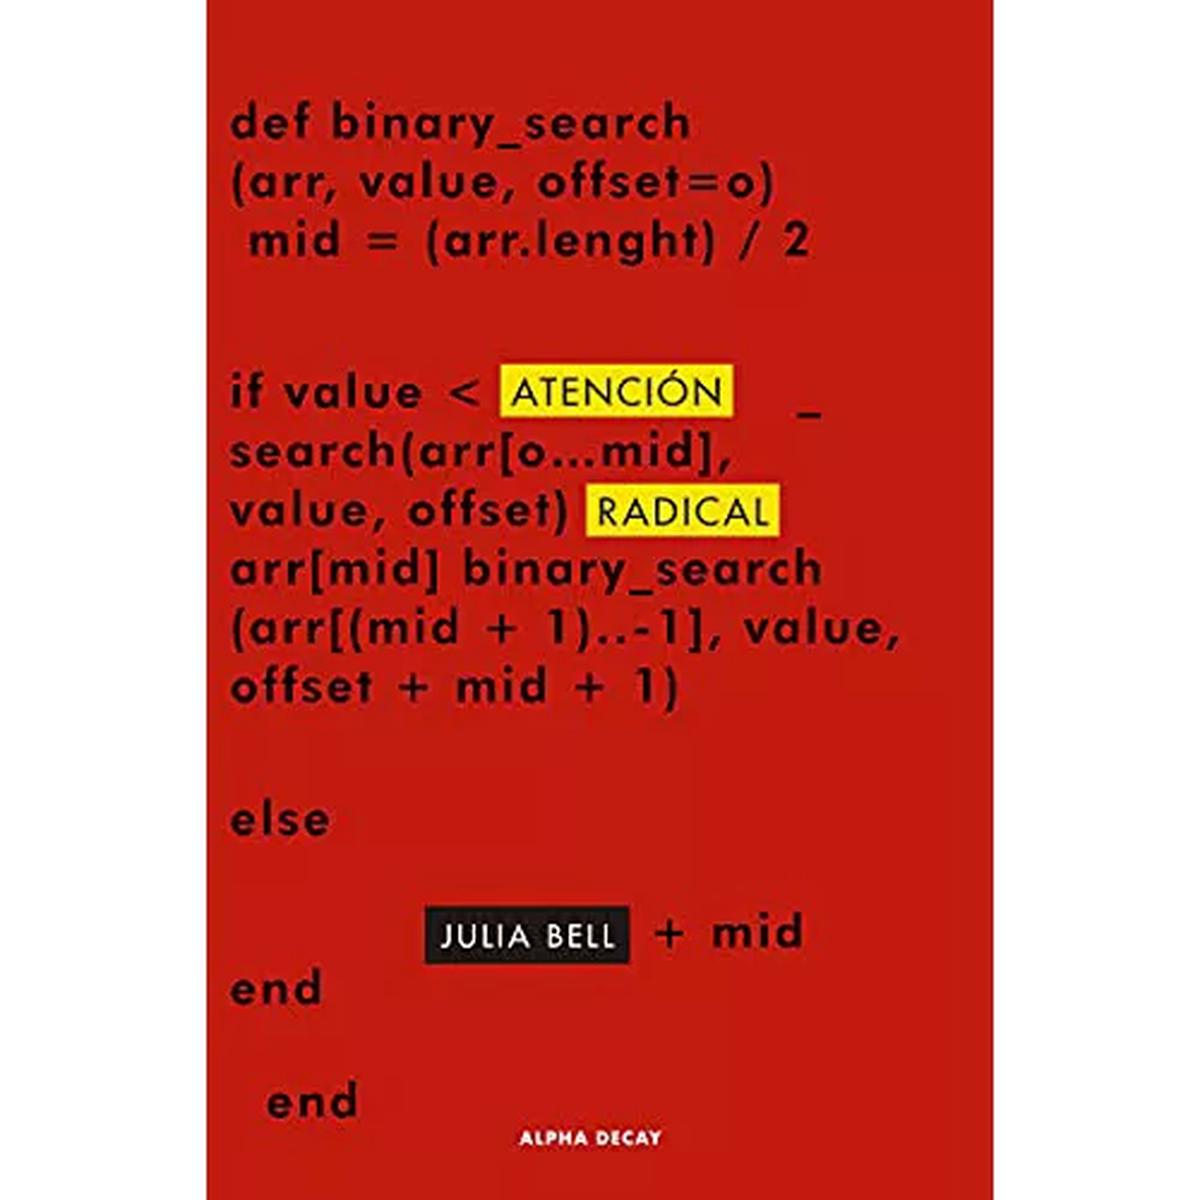 def binary_search
(arr, value, offset=o)
mid = (arr.lenght) / 2
if value < ATENCIÓN _
search(arr[o...mid],
value, offset) RADICAL
arr[mid] binary_search
(arr[(mid + 1)..-1], value,
offset + mid + 1)
else
JULIA BELL + mid
end
end
ALPHA DECAY